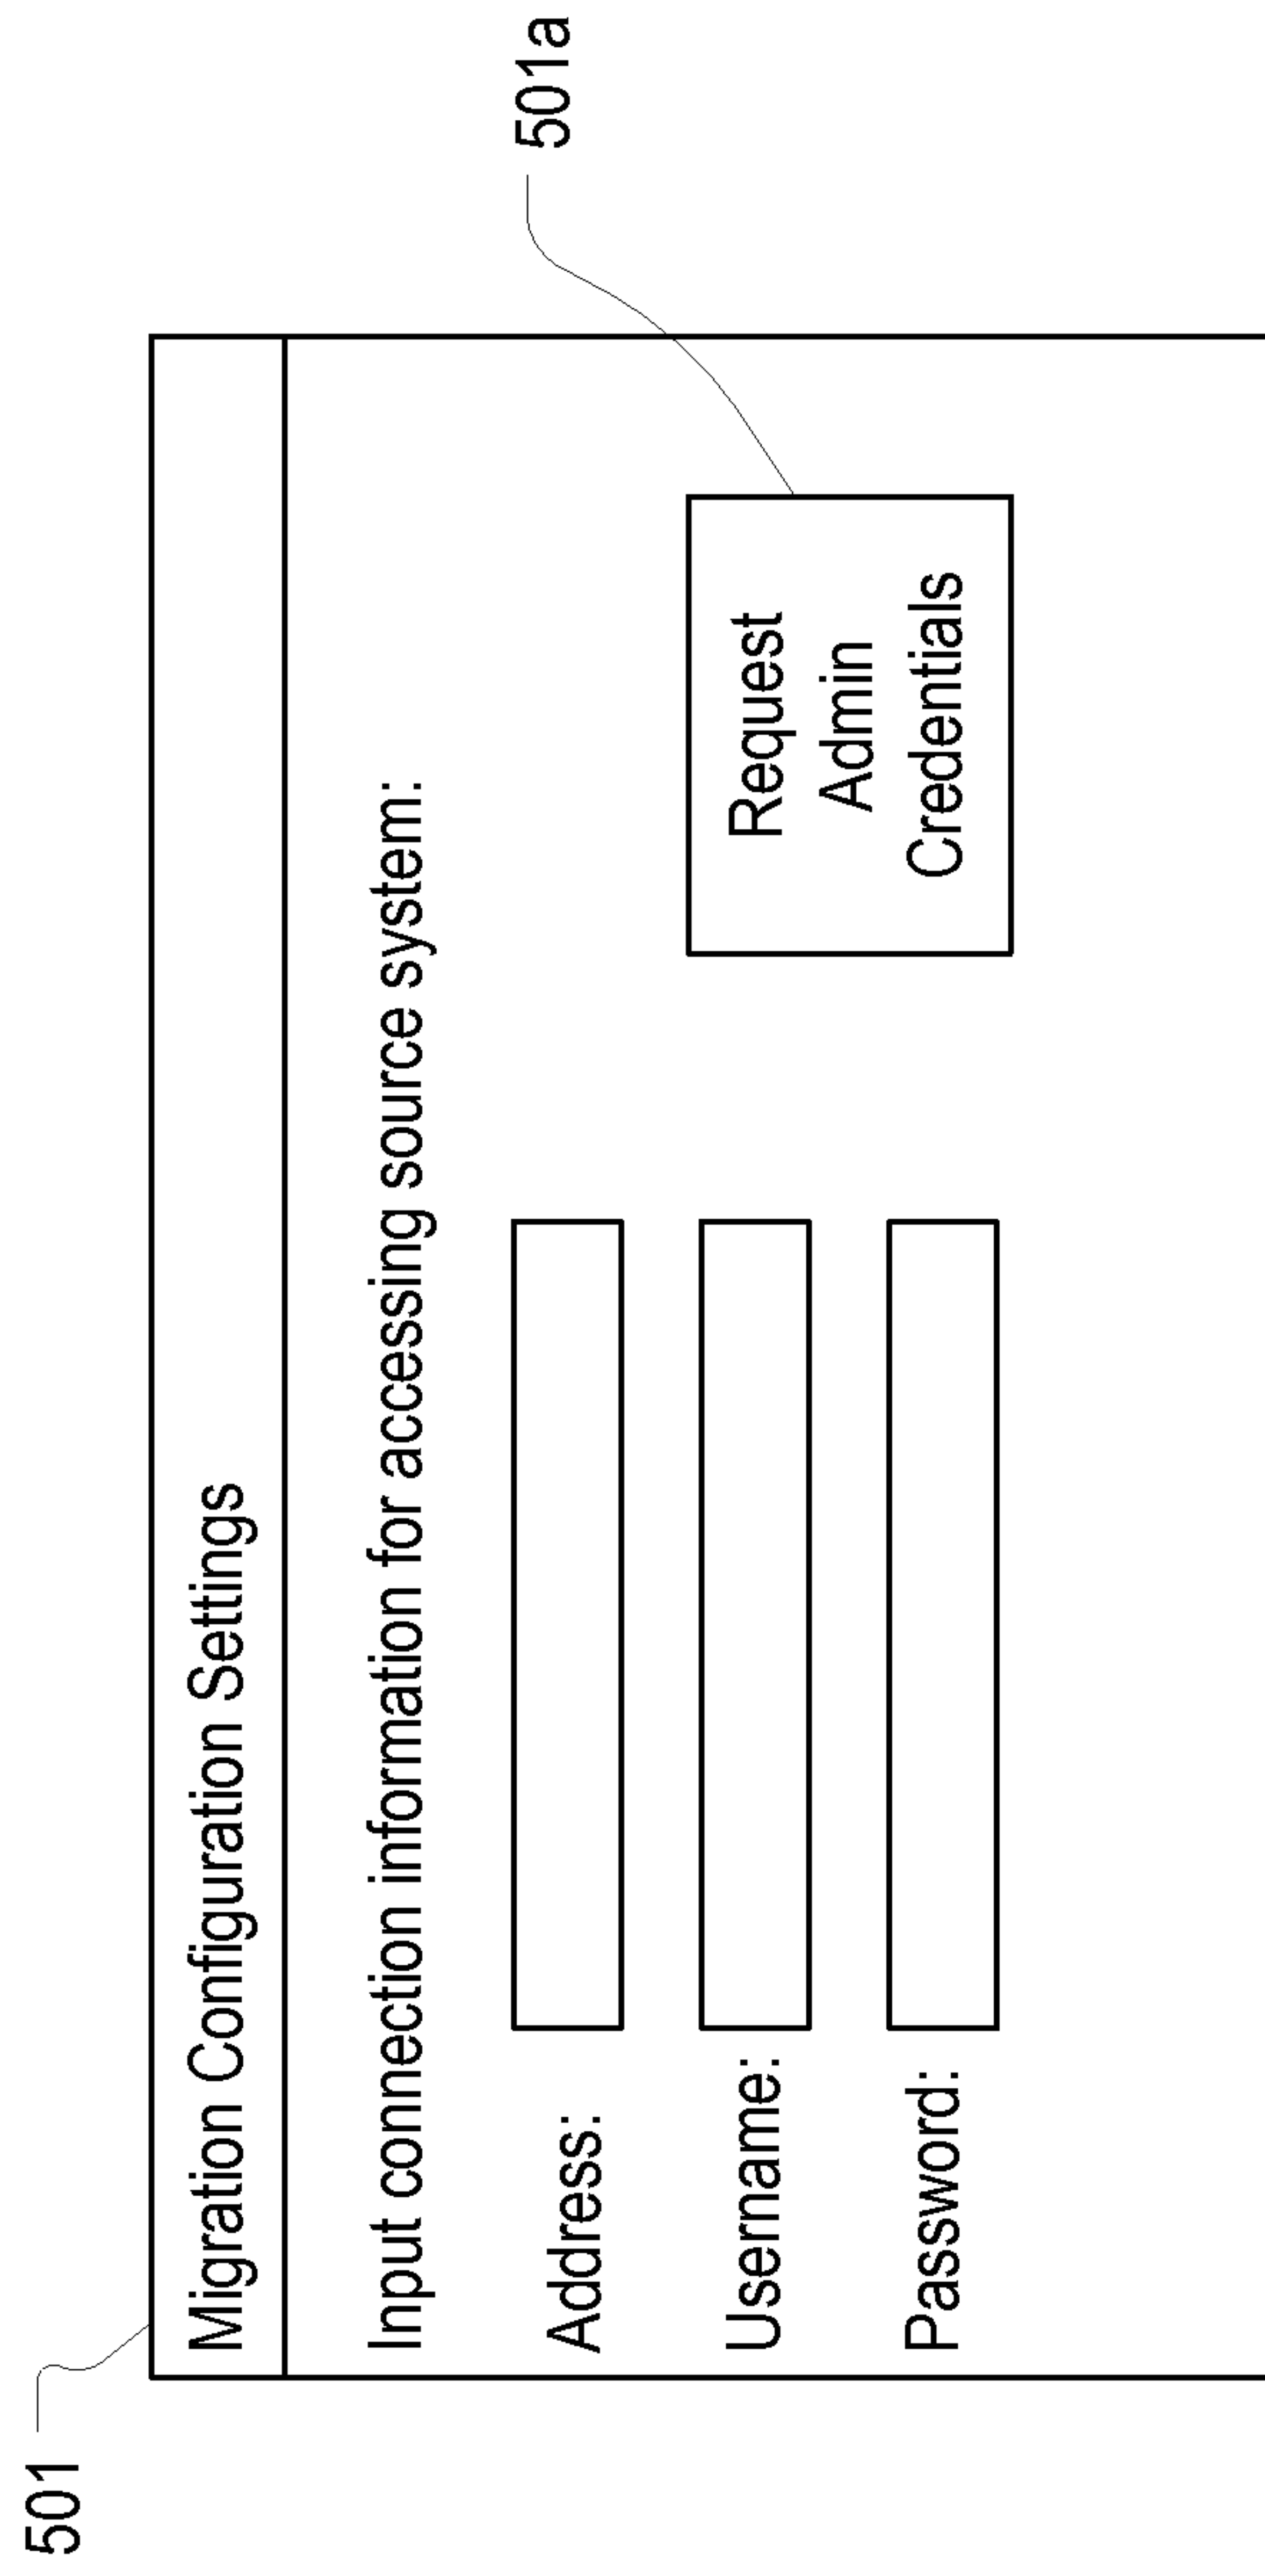 501
Migration Configuration Settings
Input connection information for accessing source system:
501a
Address:
Username:
Password:
Request
Admin
Credentials